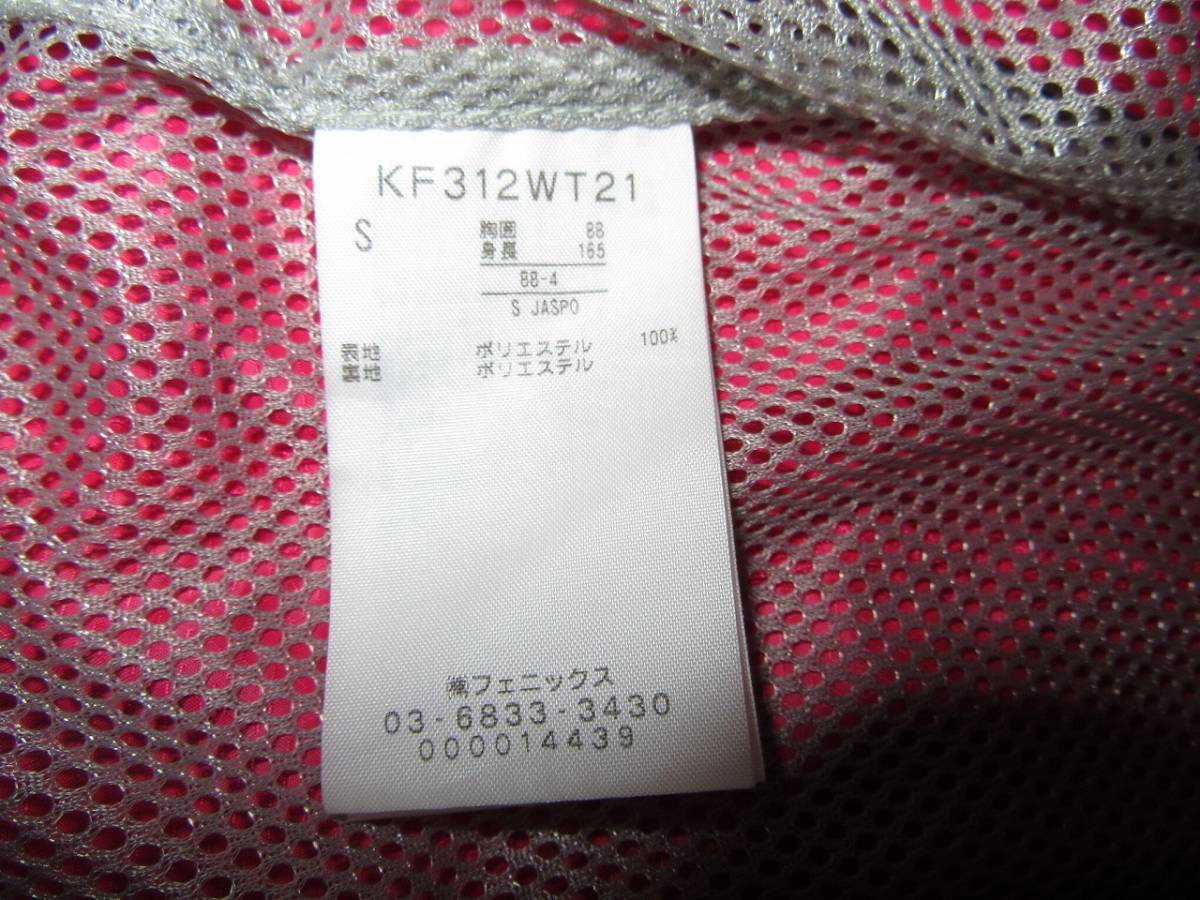 KF312WT21
S
胸囲 88
身長 165
88-4
S JASPO
表地 ポリエステル 100%
裏地 ポリエステル
㈱フェニックス
03-6833-3430
000014439